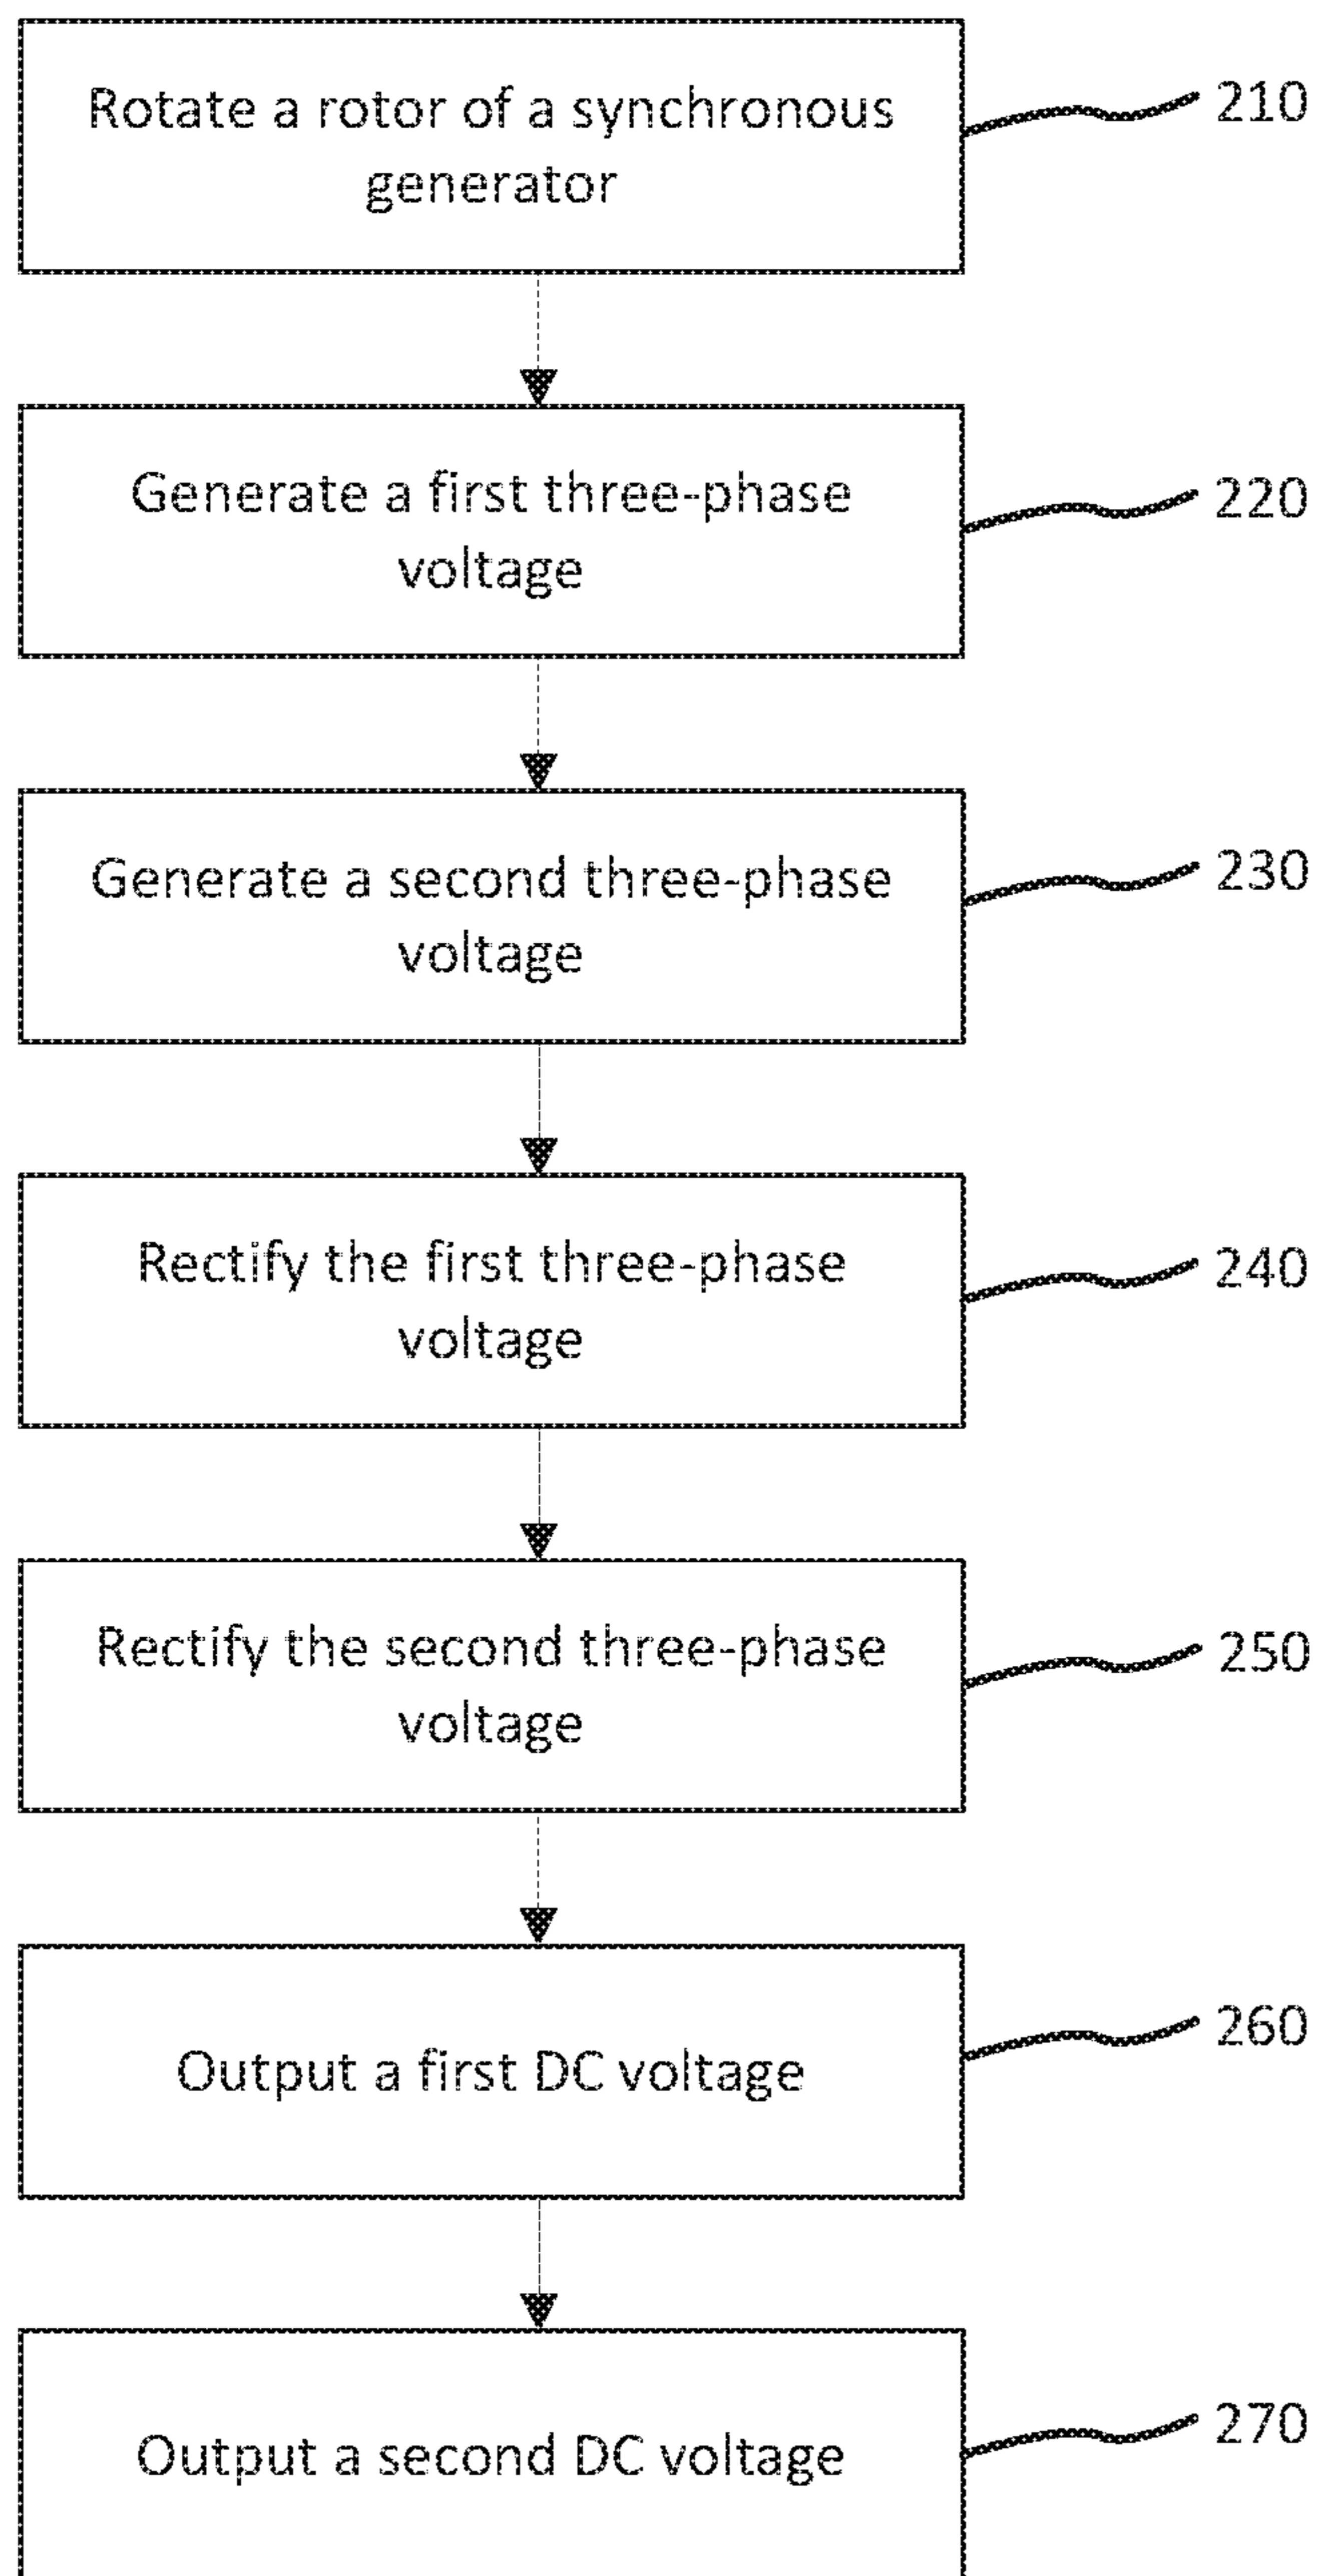 Rotate a rotor of a synchronous
generator
210
Generate a first three-phase
voltage
220
Generate a second three-phase
voltage
230
Rectify the first three-phase
voltage
240
Rectify the second three-phase
voltage
250
Output a first DC voltage
260
Output a second DC voltage
270